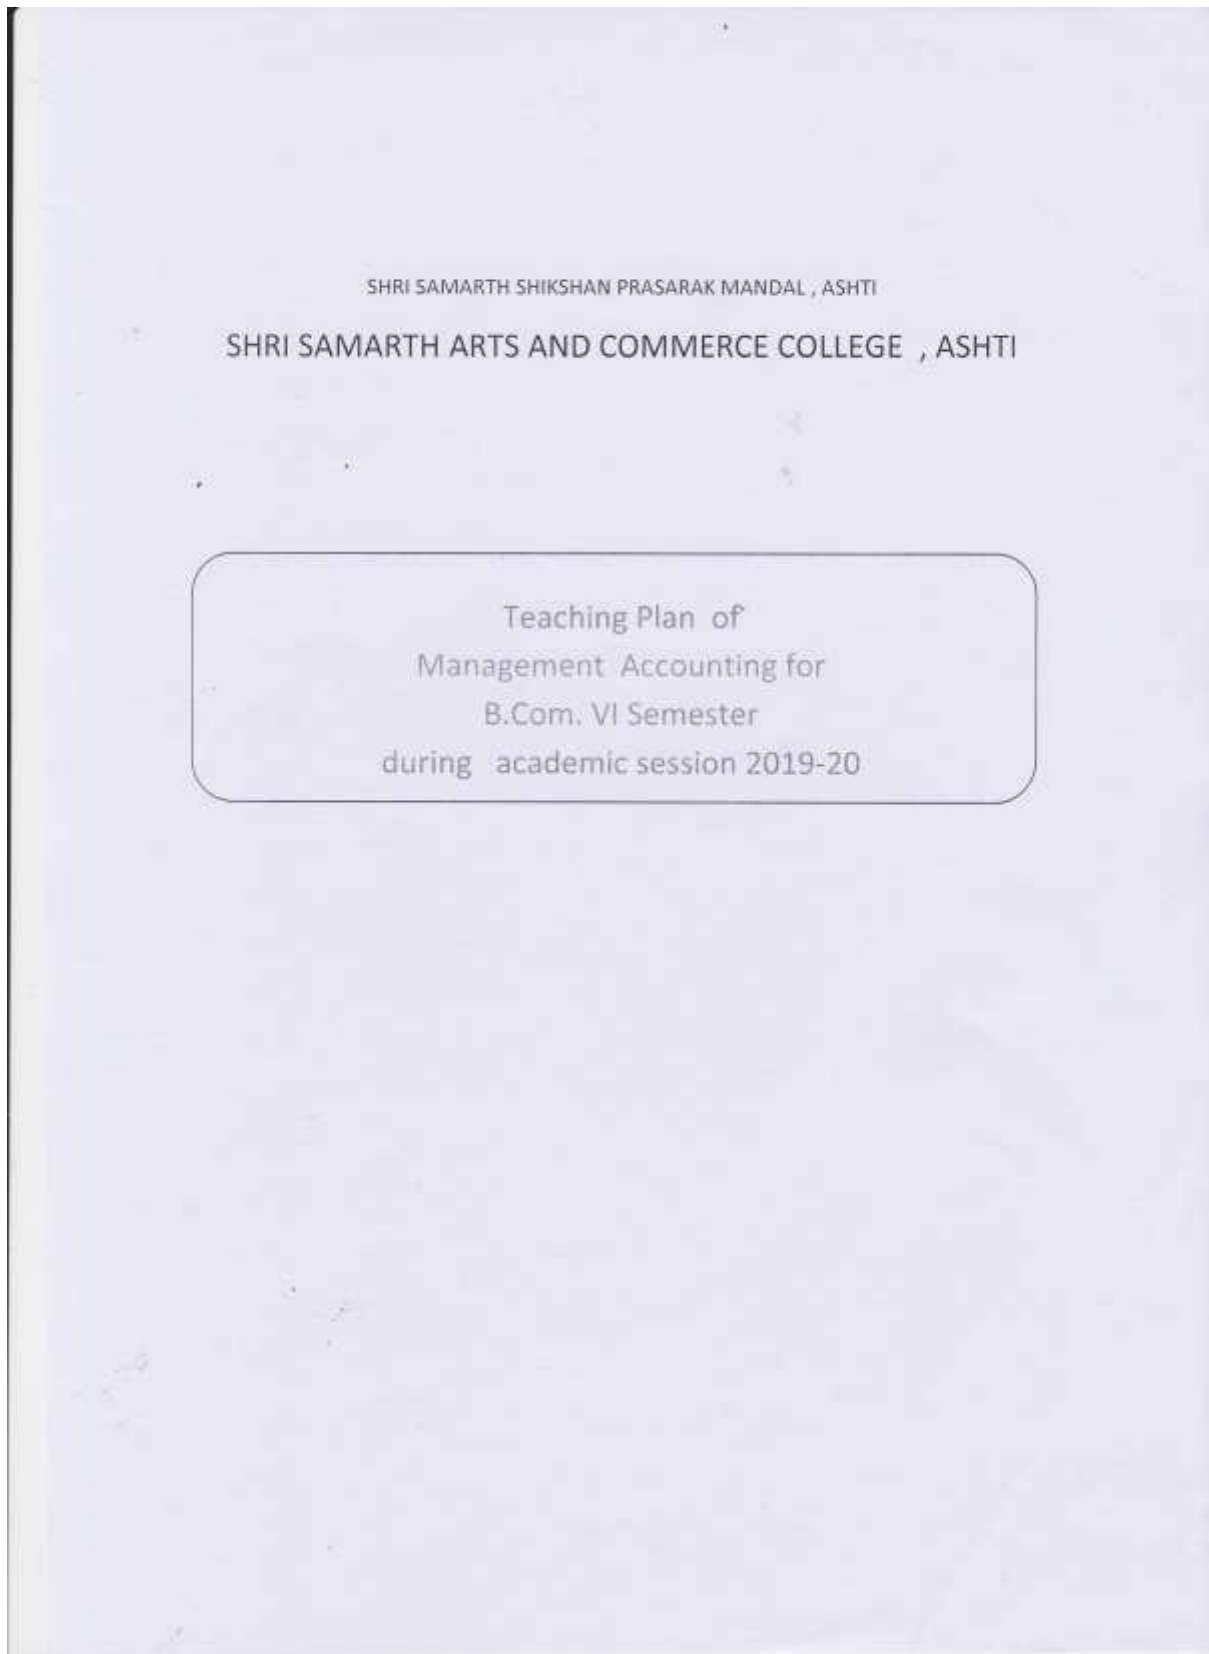 SHRI SAMARTH SHIKSHAN PRASARAK MANDAL , ASHTI
SHRI SAMARTH ARTS AND COMMERCE COLLEGE , ASHTI
Teaching Plan of
Management Accounting for
B.Com. VI Semester
during academic session 2019-20